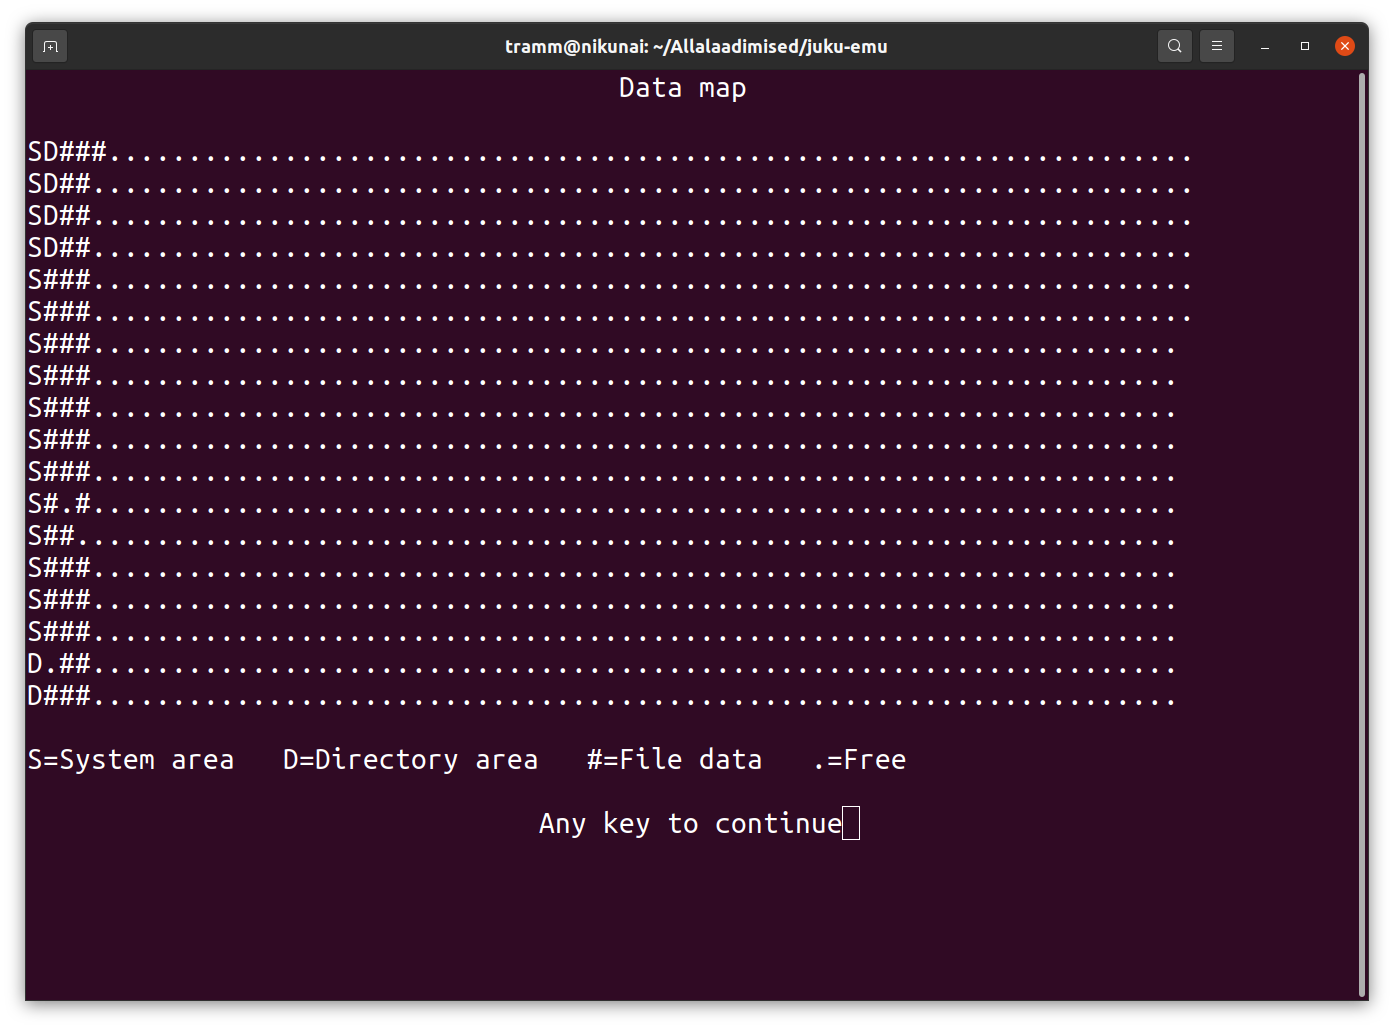 tramm@nikunai: ~/Allalaadimised/juku-emu
Data map
SD###....................................................................
SD##.....................................................................
SD##.....................................................................
SD##.....................................................................
S###.....................................................................
S###.....................................................................
S###....................................................................
S###....................................................................
S###....................................................................
S###....................................................................
S###....................................................................
S#.#....................................................................
S##.....................................................................
S###....................................................................
S###....................................................................
S###....................................................................
D.##....................................................................
D###....................................................................
S=System area   D=Directory area   #=File data   .=Free
Any key to continue